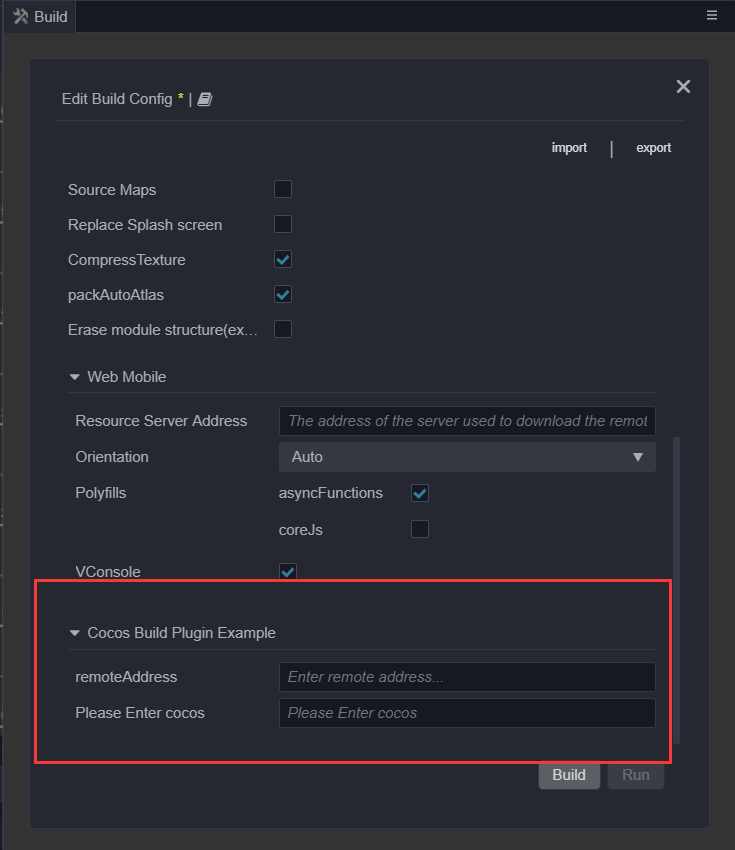 Build
Edit Build Config * |
import | export
Source Maps
Replace Splash screen
CompressTexture
packAutoAtlas
Erase module structure(ex...
Web Mobile
Resource Server Address The address of the server used to download the remot
Orientation Auto
Polyfills asyncFunctions
coreJs
VConsole
Cocos Build Plugin Example
remoteAddress Enter remote address...
Please Enter cocos Please Enter cocos
Build Run